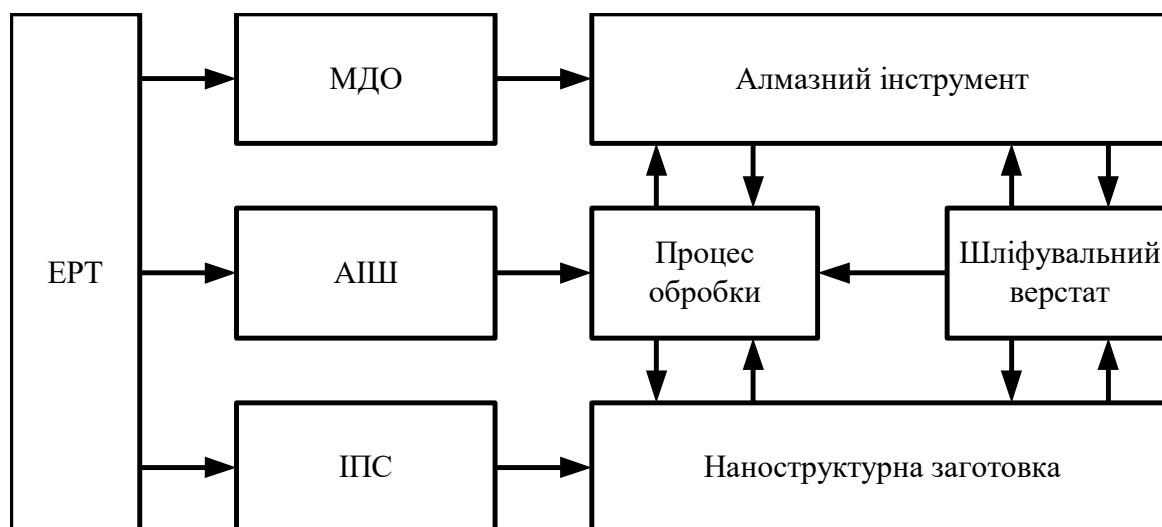 МДО
Алмазний інструмент
ЕРТ
АІШ
Процес
обробки
Шліфувальний
верстат
ІПС
Наноструктурна заготовка